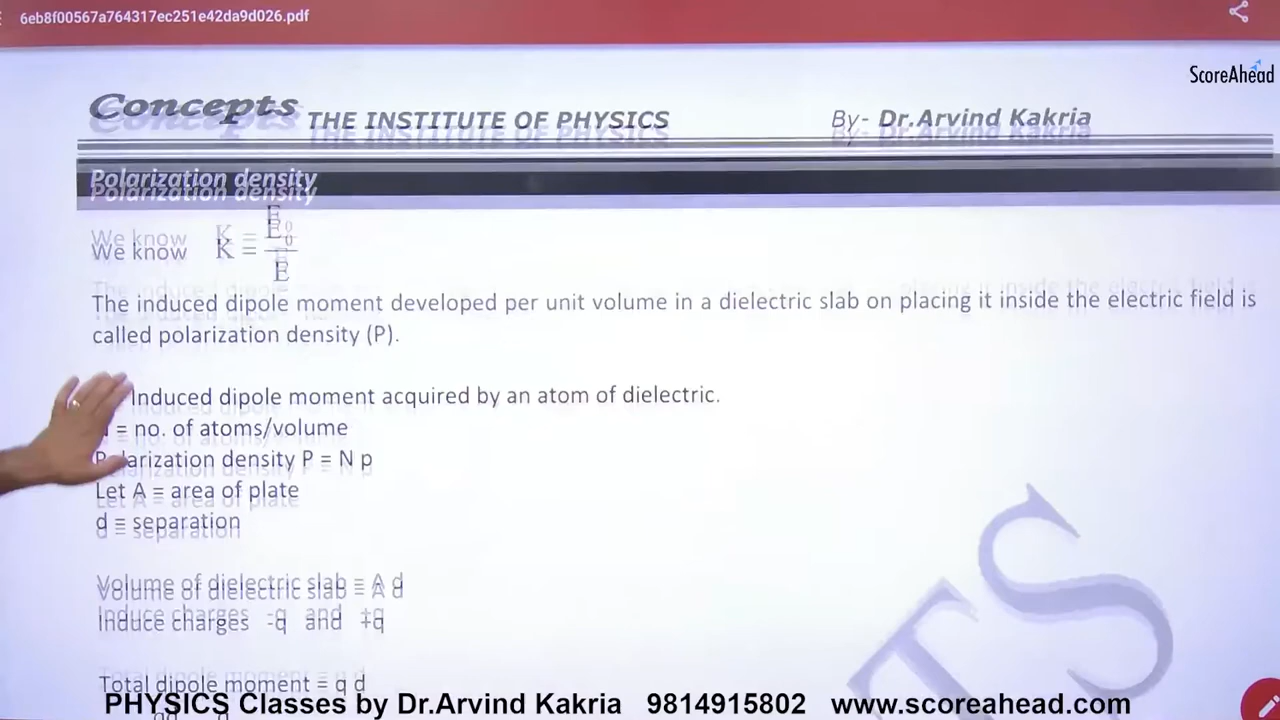 6eb8f00567a764317ec251e42da9d026.pdf
ScoreAhead
Concepts THE INSTITUTE OF PHYSICS By- Dr.Arvind Kakria
Polarization density
We know K = E₀ / E
The induced dipole moment developed per unit volume in a dielectric slab on placing it inside the electric field is
called polarization density (P).
Induced dipole moment acquired by an atom of dielectric.
= no. of atoms/volume
Polarization density P = N p
Let A = area of plate
d = separation
Volume of dielectric slab = A d
Induce charges -q and +q
Total dipole moment = q d
PHYSICS Classes by Dr.Arvind Kakria 9814915802 www.scoreahead.com